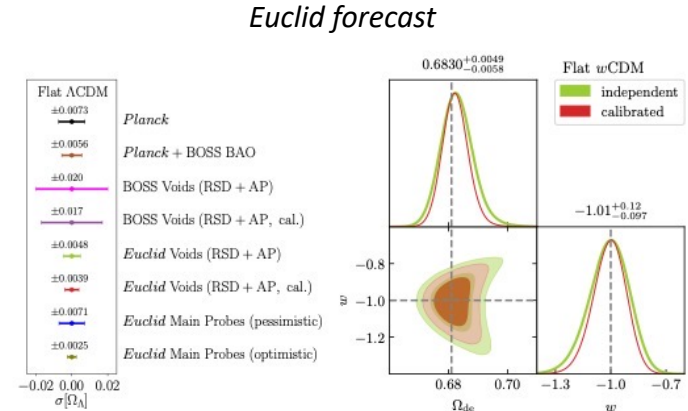 Euclid forecast
Flat ΛCDM
±0.0073
Planck
±0.0056
Planck + BOSS BAO
±0.020
BOSS Voids (RSD + AP)
±0.017
BOSS Voids (RSD + AP, cal.)
±0.0048
Euclid Voids (RSD + AP)
±0.0039
Euclid Voids (RSD + AP, cal.)
±0.0071
Euclid Main Probes (pessimistic)
±0.0025
Euclid Main Probes (optimistic)
−0.02 0.00 0.02
σ[Ω_Λ]
0.6830^{+0.0049}_{−0.0058}
Flat wCDM
independent
calibrated
−1.01^{+0.12}_{−0.097}
−0.8
−1.0
−1.2
w
0.68 0.70
Ω_de
−1.3 −1.0 −0.7
w